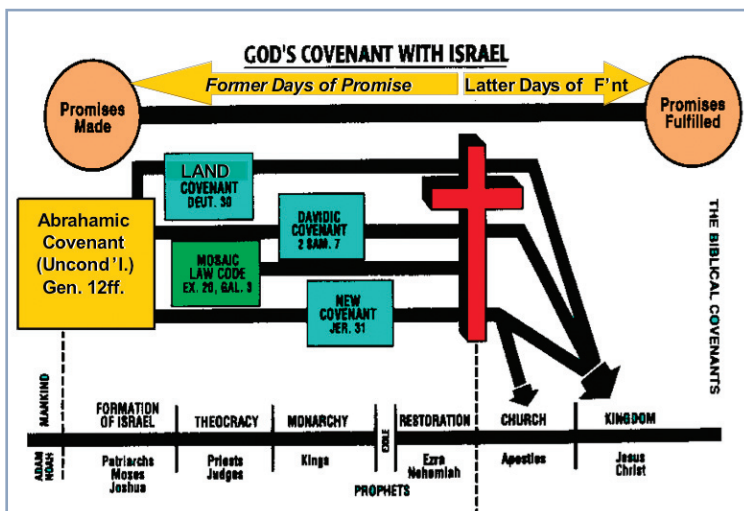 GOD'S COVENANT WITH ISRAEL
Former Days of Promise
Latter Days of F'nt
Promises
Made
Promises
Fulfilled
LAND
COVENANT
DEUT. 30
Abrahamic
Covenant
(Uncond'l.)
Gen. 12ff.
DAVIDIC
COVENANT
2 SAM. 7
MOSAIC
LAW CODE
EX. 20, GAL. 3
NEW
COVENANT
JER. 31
THE BIBLICAL COVENANTS
MANKIND
FORMATION
OF ISRAEL
THEOCRACY
MONARCHY
EXILE
RESTORATION
CHURCH
KINGDOM
ADAM
NOAH
Patriarchs
Moses
Joshua
Priests
Judges
Kings
Ezra
Nehemiah
Apostles
Jesus
Christ
PROPHETS